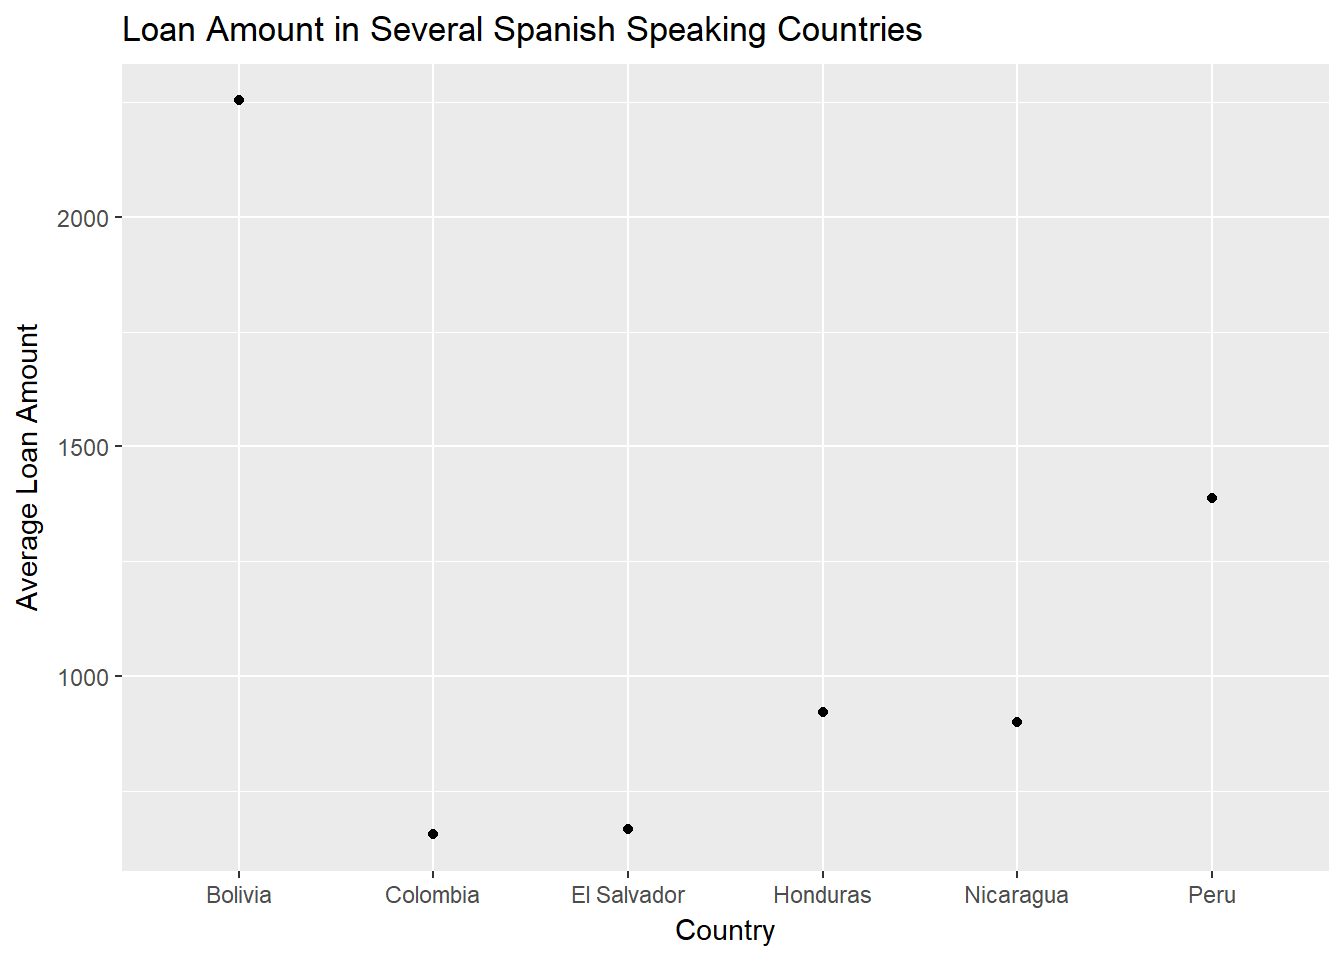 Loan Amount in Several Spanish Speaking Countries
Average Loan Amount
2000
1500
1000
Bolivia Colombia El Salvador Honduras Nicaragua Peru
Country